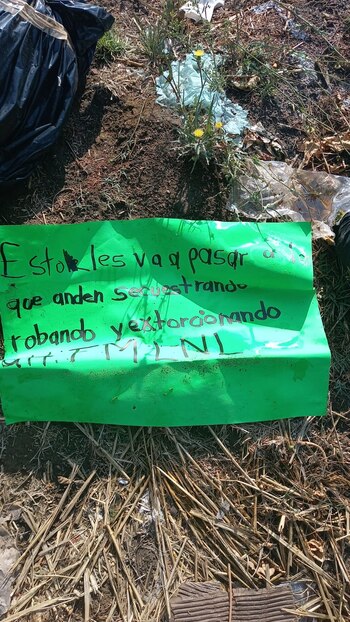 Esto les va a pasar a
que anden secuestrando
robando y extorcionando